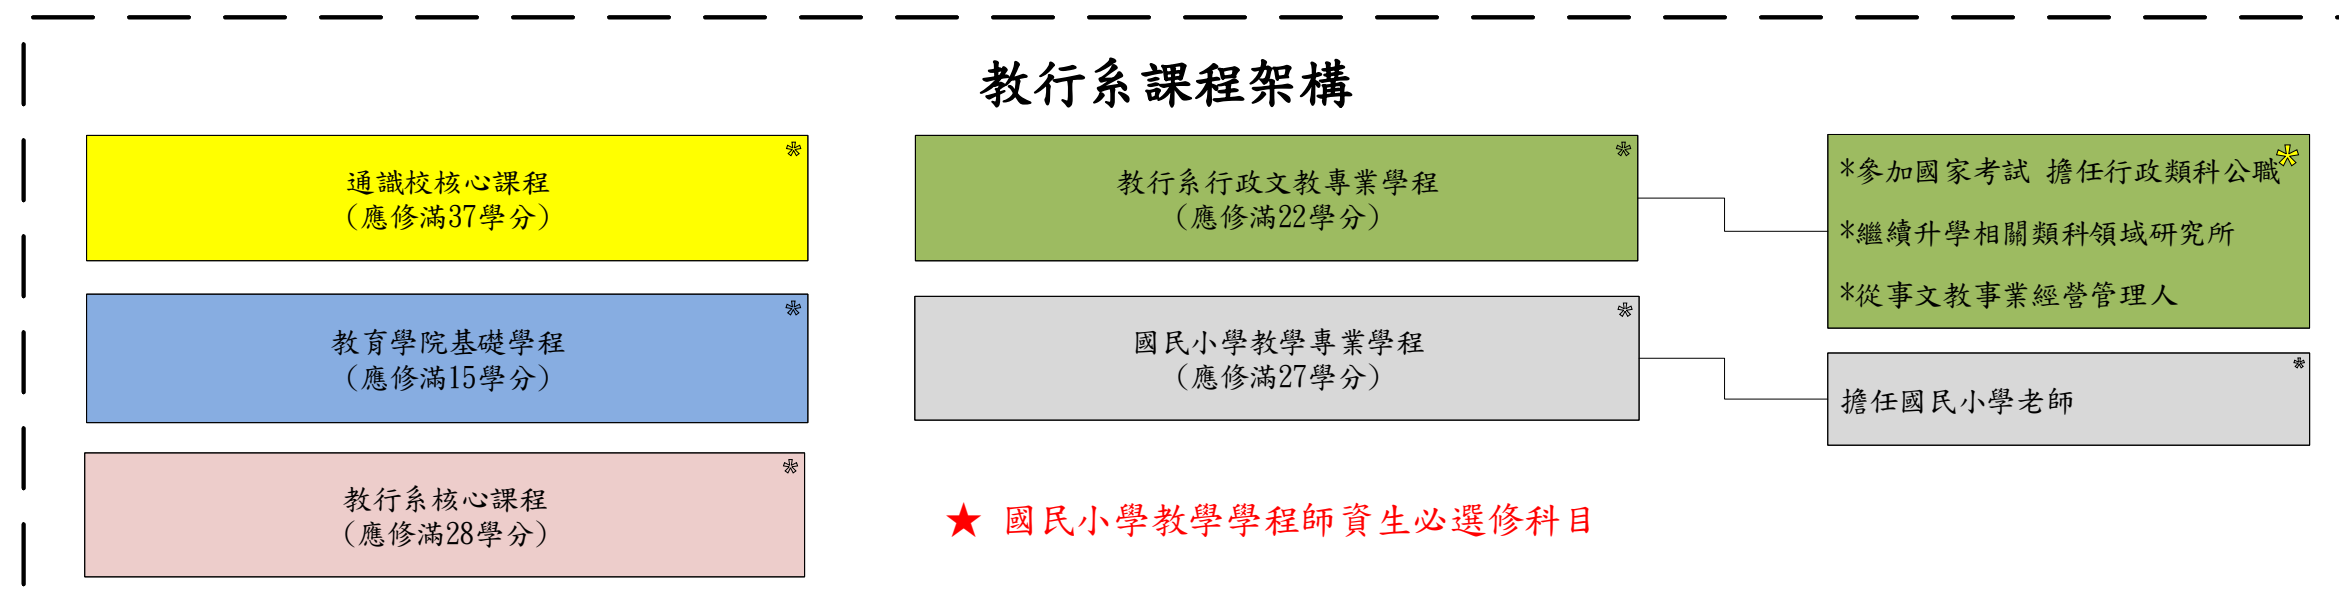 教行系課程架構
通識校核心課程
(應修滿37學分)
教育學院基礎學程
(應修滿15學分)
教行系核心課程
(應修滿28學分)
教行系行政文教專業學程
(應修滿22學分)
國民小學教學專業學程
(應修滿27學分)
*參加國家考試 擔任行政類科公職
*繼續升學相關類科領域研究所
*從事文教事業經營管理人
擔任國民小學老師
★ 國民小學教學學程師資生必選修科目